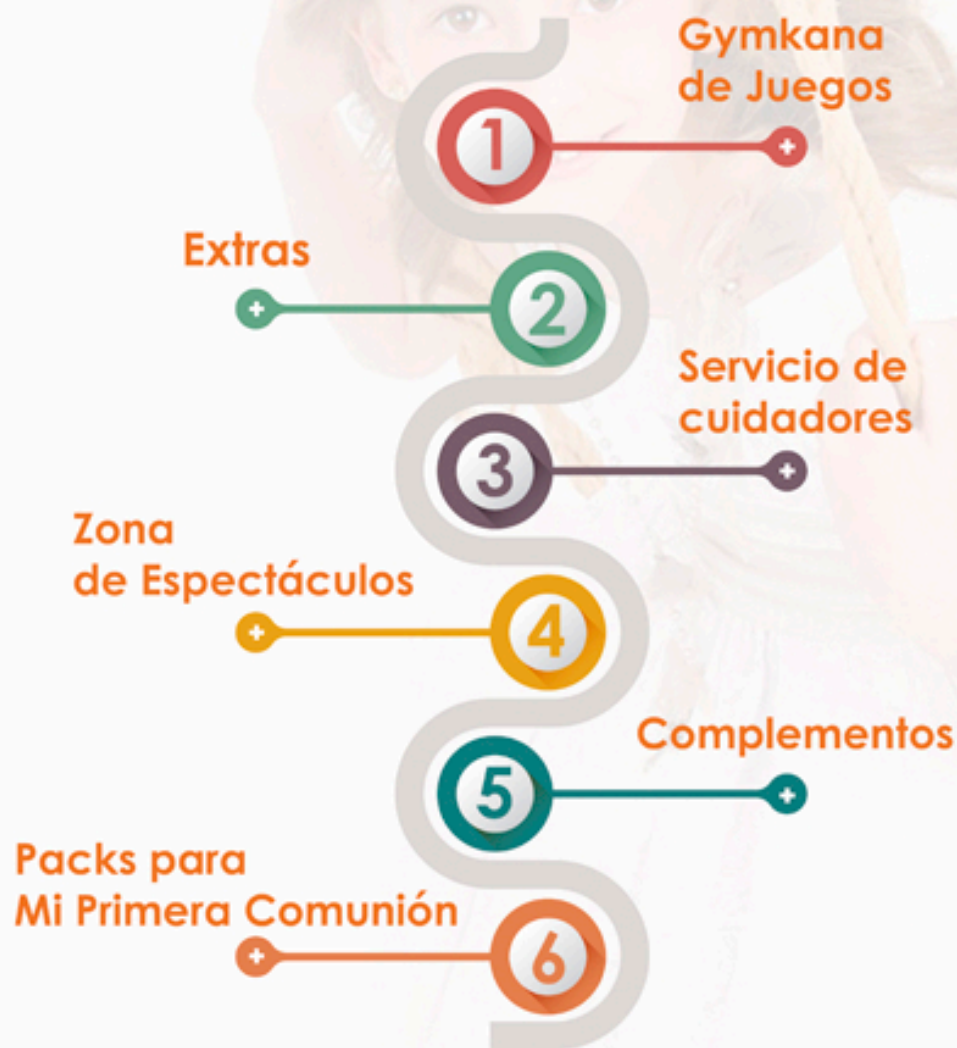 Gymkana
de Juegos
1
Extras
2
Servicio de
cuidadores
3
Zona
de Espectáculos
4
Complementos
5
Packs para
Mi Primera Comunión
6